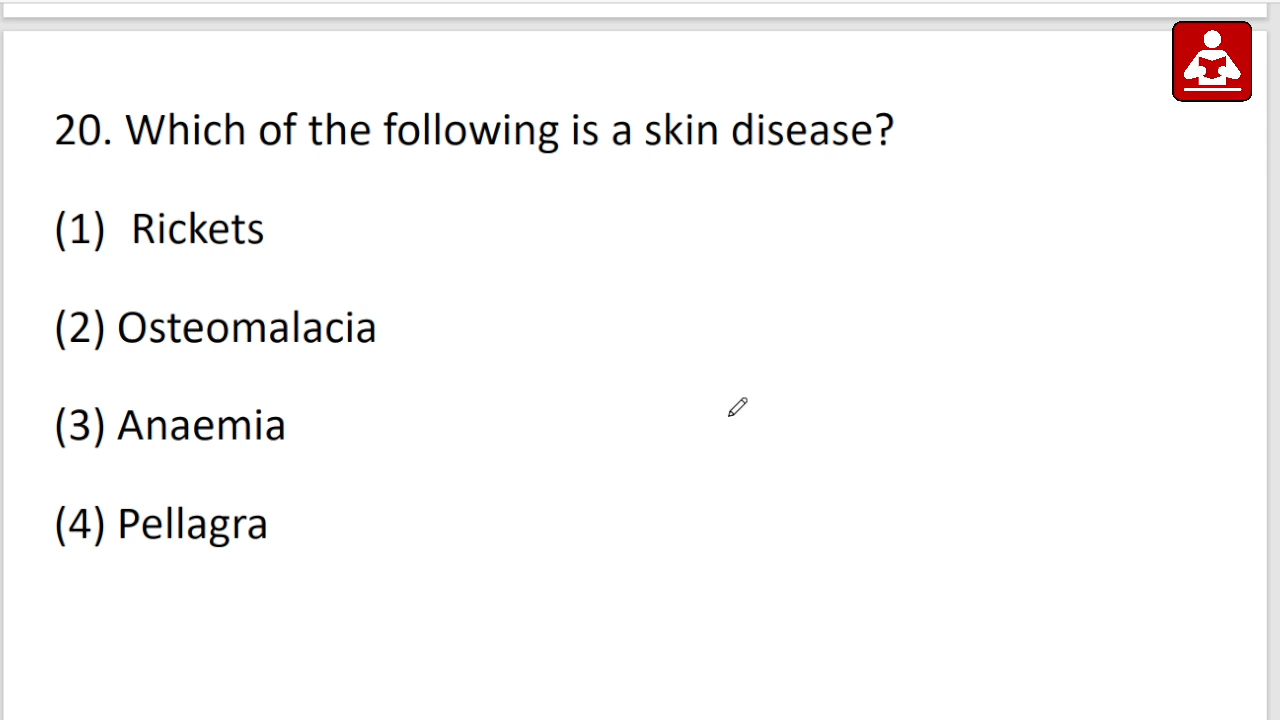 20. Which of the following is a skin disease?
(1) Rickets
(2) Osteomalacia
(3) Anaemia
(4) Pellagra